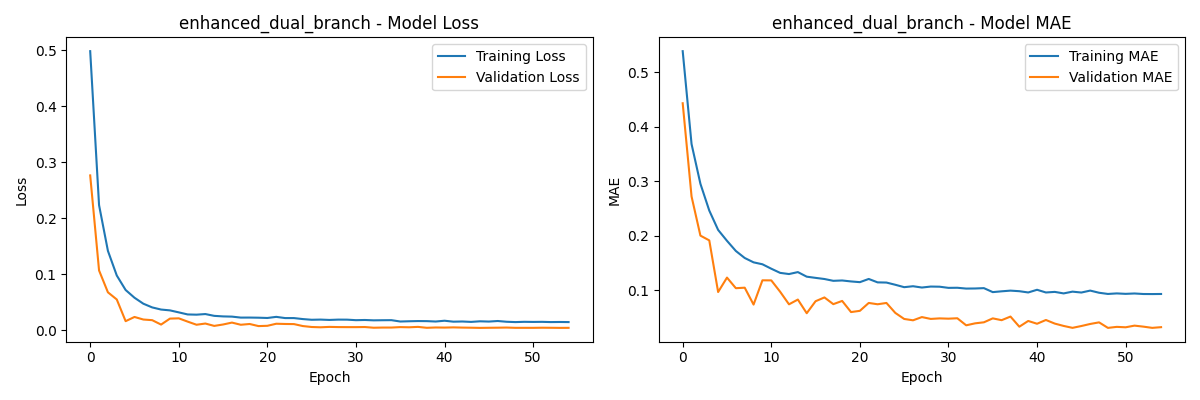 enhanced_dual_branch - Model Loss
Training Loss
Validation Loss
0.5
0.4
0.3
0.2
0.1
0.0
Loss
0 10 20 30 40 50
Epoch
enhanced_dual_branch - Model MAE
Training MAE
Validation MAE
0.5
0.4
0.3
0.2
0.1
MAE
0 10 20 30 40 50
Epoch